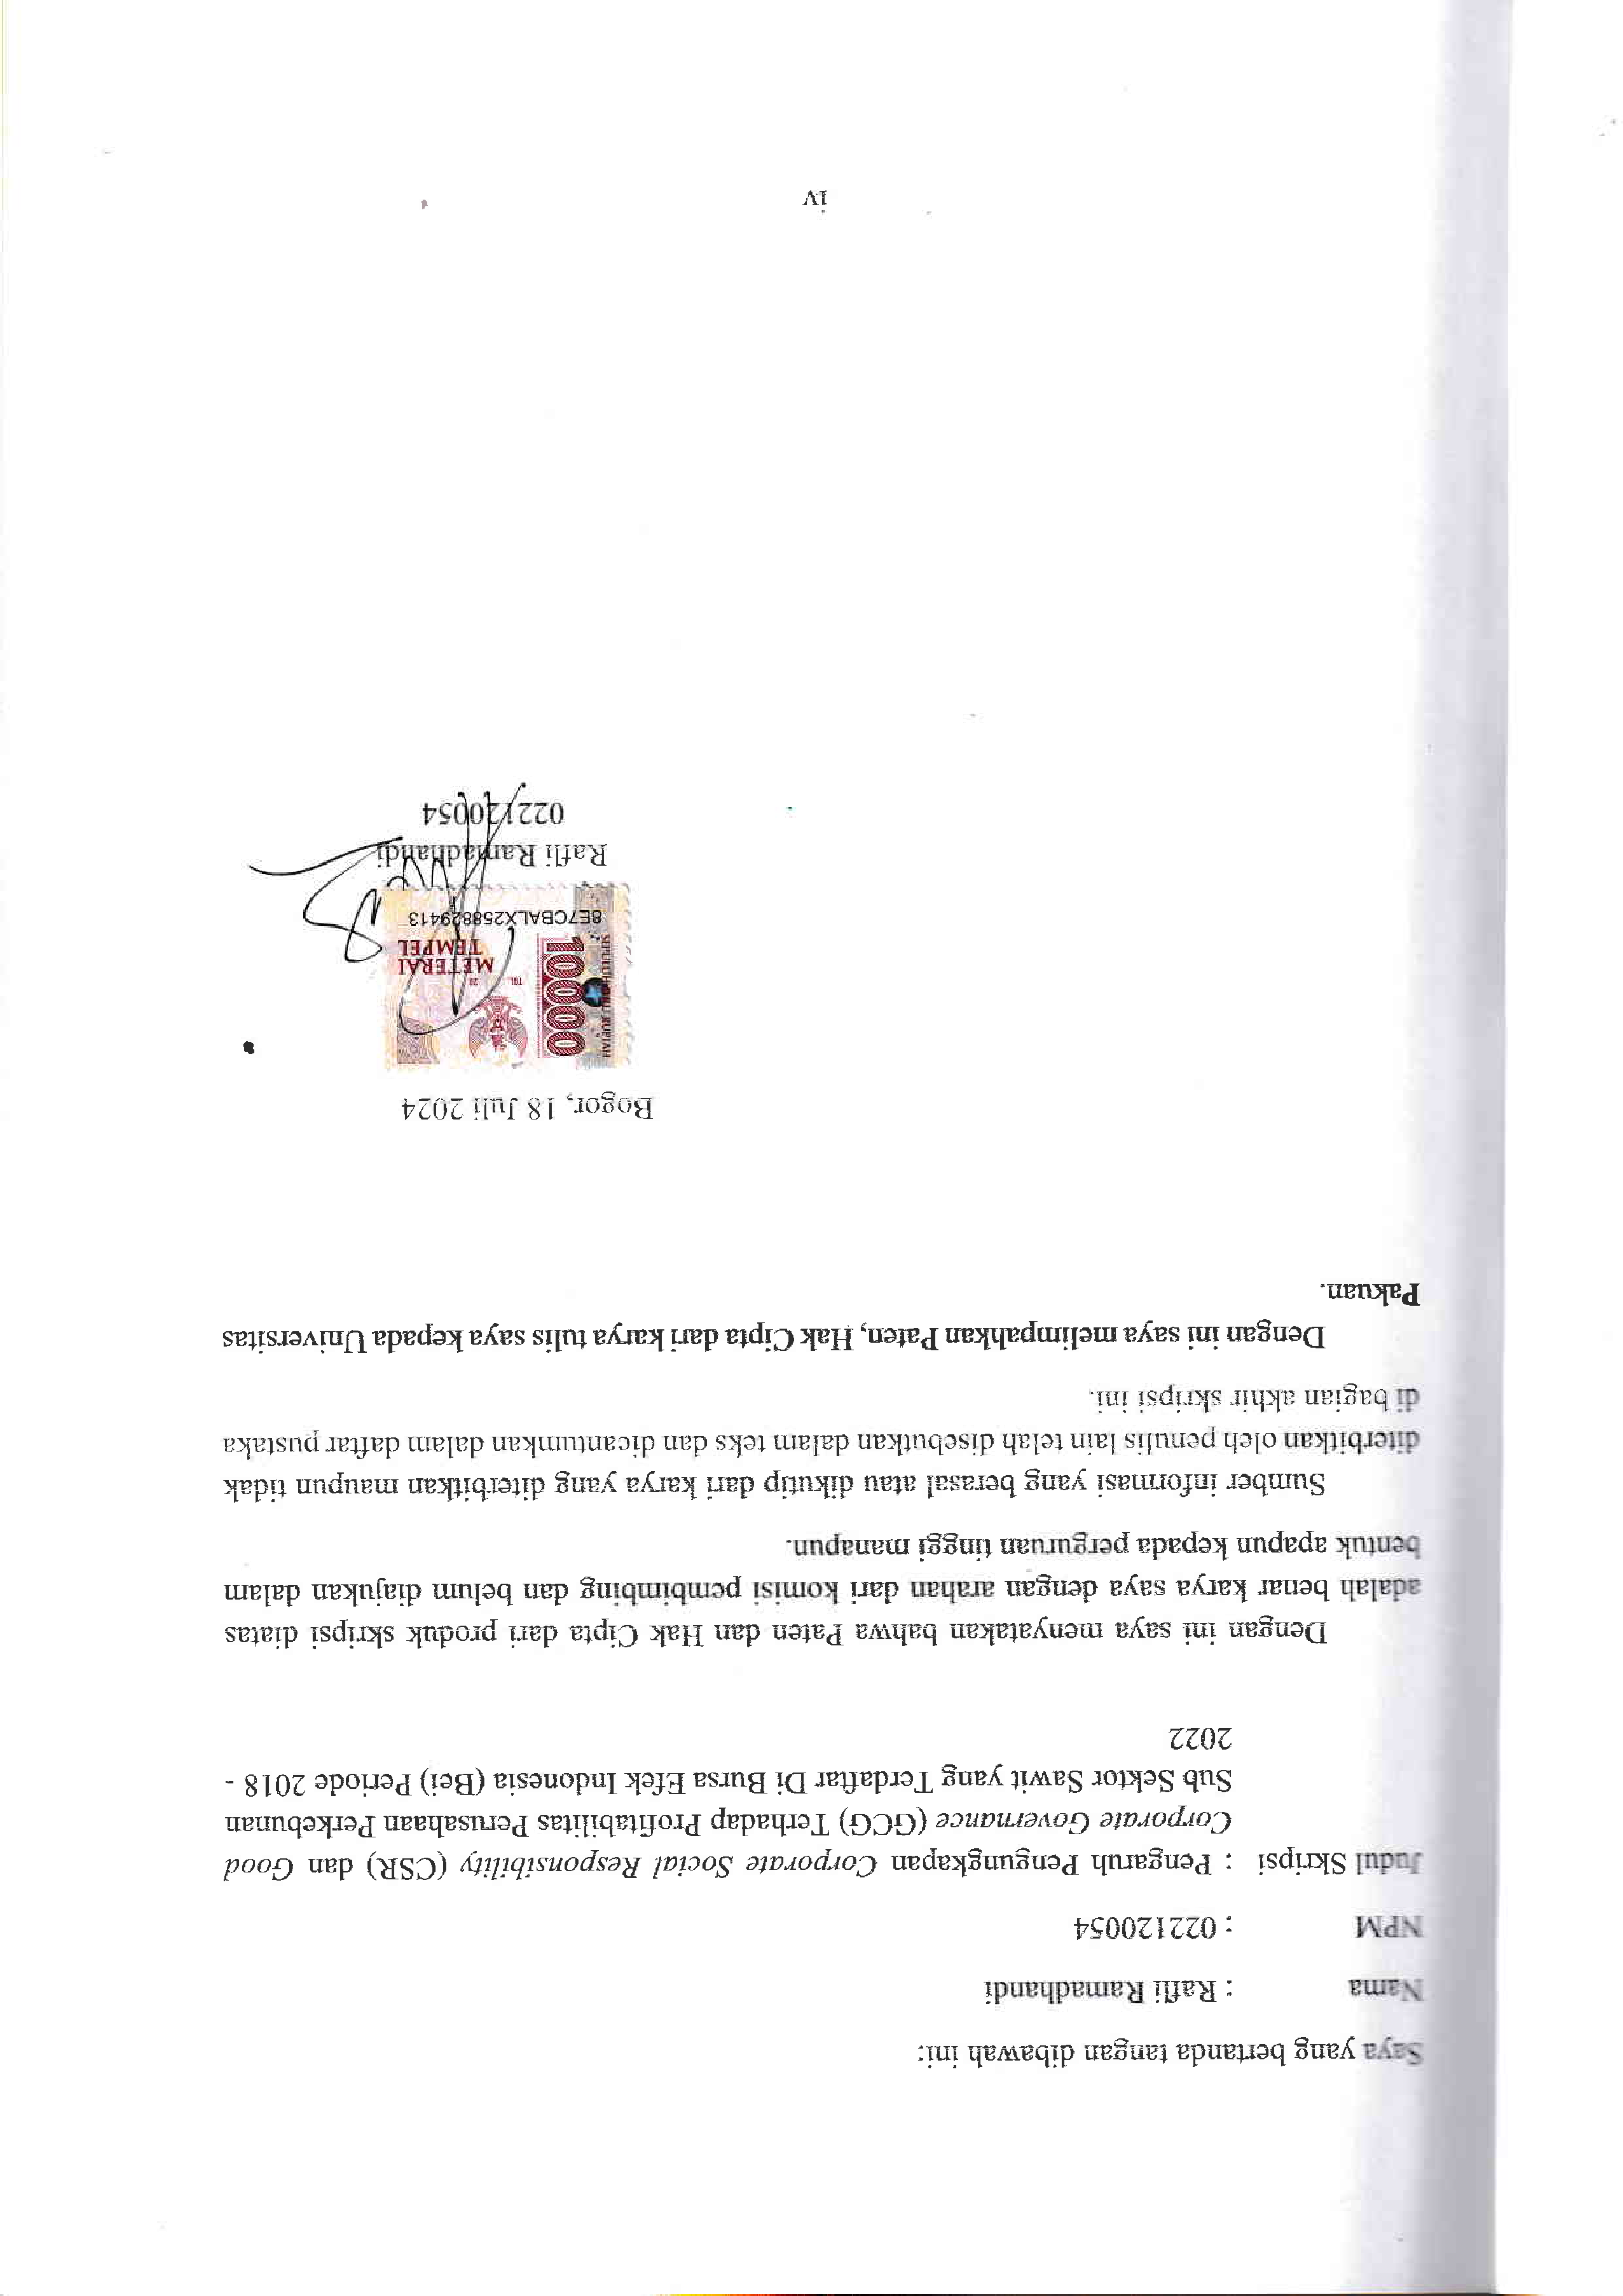 Saya yang bertanda tangan dibawah ini:
Nama : Rafli Ramadhandi
NPM : 022120054
Judul Skripsi : Pengaruh Pengungkapan Corporate Social Responsibility (CSR) dan Good
Corporate Governance (GCG) Terhadap Profitabilitas Perusahaan Perkebunan
Sub Sektor Sawit yang Terdaftar Di Bursa Efek Indonesia (Bei) Periode 2018 -
2022
Dengan ini saya menyatakan bahwa Paten dan Hak Cipta dari produk skripsi diatas
adalah benar karya saya dengan arahan dari komisi pembimbing dan belum diajukan dalam
bentuk apapun kepada perguruan tinggi manapun.
Sumber informasi yang berasal atau dikutip dari karya yang diterbitkan maupun tidak
diterbitkan oleh penulis lain telah disebutkan dalam teks dan dicantumkan dalam daftar pustaka
di bagian akhir skripsi ini.
Dengan ini saya melimpahkan Paten, Hak Cipta dari karya tulis saya kepada Universitas
Pakuan.
Bogor, 18 Juli 2024
10000
TGL. 20
METERAI
TEMPEL
8E7CBALX258829413
Rafli Ramadhandi
022120054
iv